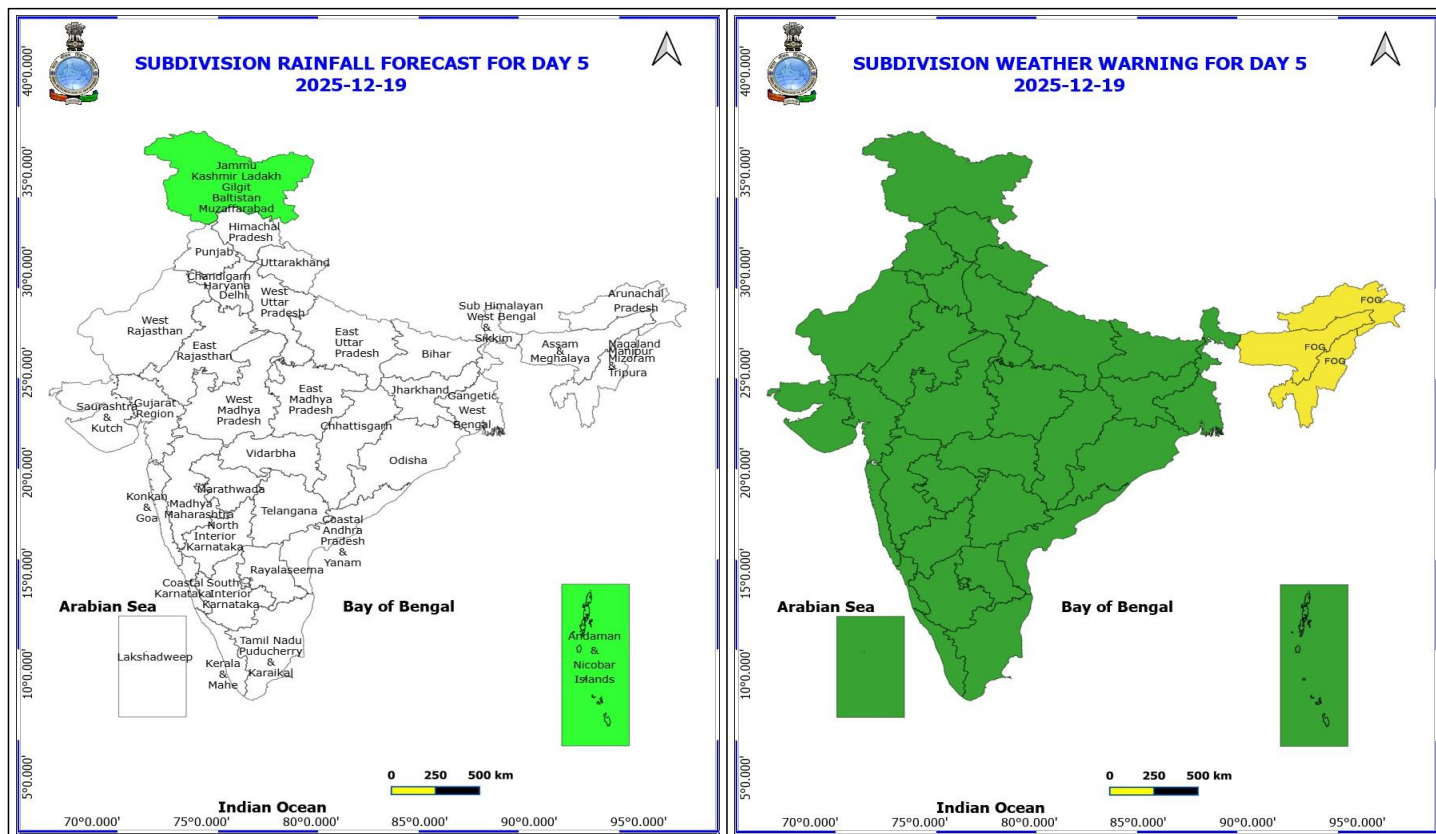 SUBDIVISION RAINFALL FORECAST FOR DAY 5
2025-12-19
40°0.000'
35°0.000'
30°0.000'
25°0.000'
20°0.000'
15°0.000'
10°0.000'
5°0.000'
Jammu
Kashmir Ladakh
Gilgit
Baltistan
Muzaffarabad
Himachal
Pradesh
Punjab
Uttarakhand
Chandigarh
Haryana
Delhi
West
Uttar
Pradesh
West
Rajasthan
East
Rajasthan
East
Uttar
Pradesh
Bihar
Sub Himalayan
West Bengal
&
Sikkim
Arunachal
Pradesh
Assam
&
Meghalaya
Nagaland
Manipur
Mizoram
&
Tripura
Saurashtra
&
Kutch
Gujarat
Region
West
Madhya
Pradesh
East
Madhya
Pradesh
Jharkhand
Gangetic
West
Bengal
Chhattisgarh
Vidarbha
Odisha
Konkan
&
Goa
Madhya
Maharashtra
Marathwada
Telangana
North
Interior
Karnataka
Coastal
Andhra
Pradesh
&
Yanam
Rayalaseema
Coastal
Karnataka
South
Interior
Karnataka
Arabian Sea
Bay of Bengal
Lakshadweep
Kerala
&
Mahe
Tamil Nadu
Puducherry
&
Karaikal
Andaman
&
Nicobar
Islands
0 250 500 km
Indian Ocean
70°0.000' 75°0.000' 80°0.000' 85°0.000' 90°0.000' 95°0.000'
SUBDIVISION WEATHER WARNING FOR DAY 5
2025-12-19
40°0.000'
35°0.000'
30°0.000'
25°0.000'
20°0.000'
15°0.000'
10°0.000'
5°0.000'
FOG
FOG
FOG
Arabian Sea
Bay of Bengal
0 250 500 km
Indian Ocean
70°0.000' 75°0.000' 80°0.000' 85°0.000' 90°0.000' 95°0.000'